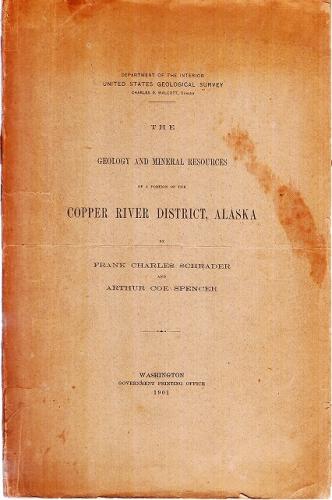 DEPARTMENT OF THE INTERIOR
UNITED STATES GEOLOGICAL SURVEY
CHARLES D. WALCOTT, Director
THE
GEOLOGY AND MINERAL RESOURCES
OF A PORTION OF THE
COPPER RIVER DISTRICT, ALASKA
BY
FRANK CHARLES SCHRADER
AND
ARTHUR COE SPENCER
WASHINGTON
GOVERNMENT PRINTING OFFICE
1901